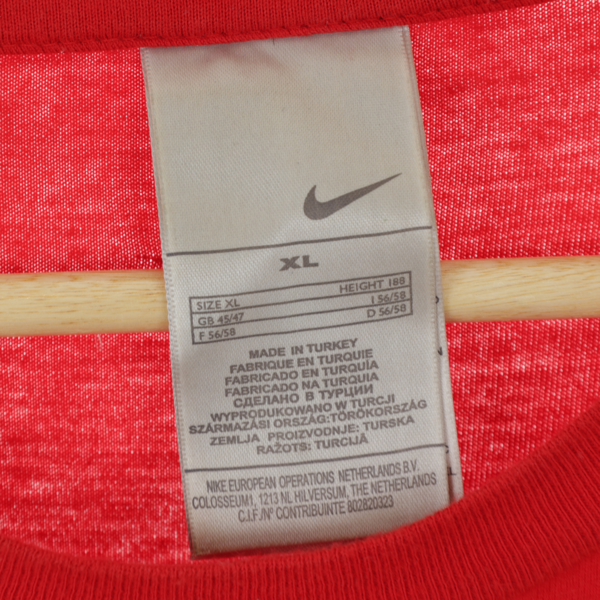 XL
SIZE XL HEIGHT 188
GB 45/47 I 56/58
F 56/58 D 56/58
MADE IN TURKEY
FABRIQUE EN TURQUIE
FABRICADO EN TURQUÍA
FABRICADO NA TURQUIA
СДЕЛАНО В ТУРЦИИ
WYPRODUKOWANO W TURCJI
SZÁRMAZÁSI ORSZÁG:TÖRÖKORSZÁG
ZEMLJA PROIZVODNJE: TURSKA
RAŽOTS: TURCIJĀ
NIKE EUROPEAN OPERATIONS NETHERLANDS B.V.
COLOSSEUM1, 1213 NL HILVERSUM, THE NETHERLANDS
C.I.F./N° CONTRIBUINTE 802820323